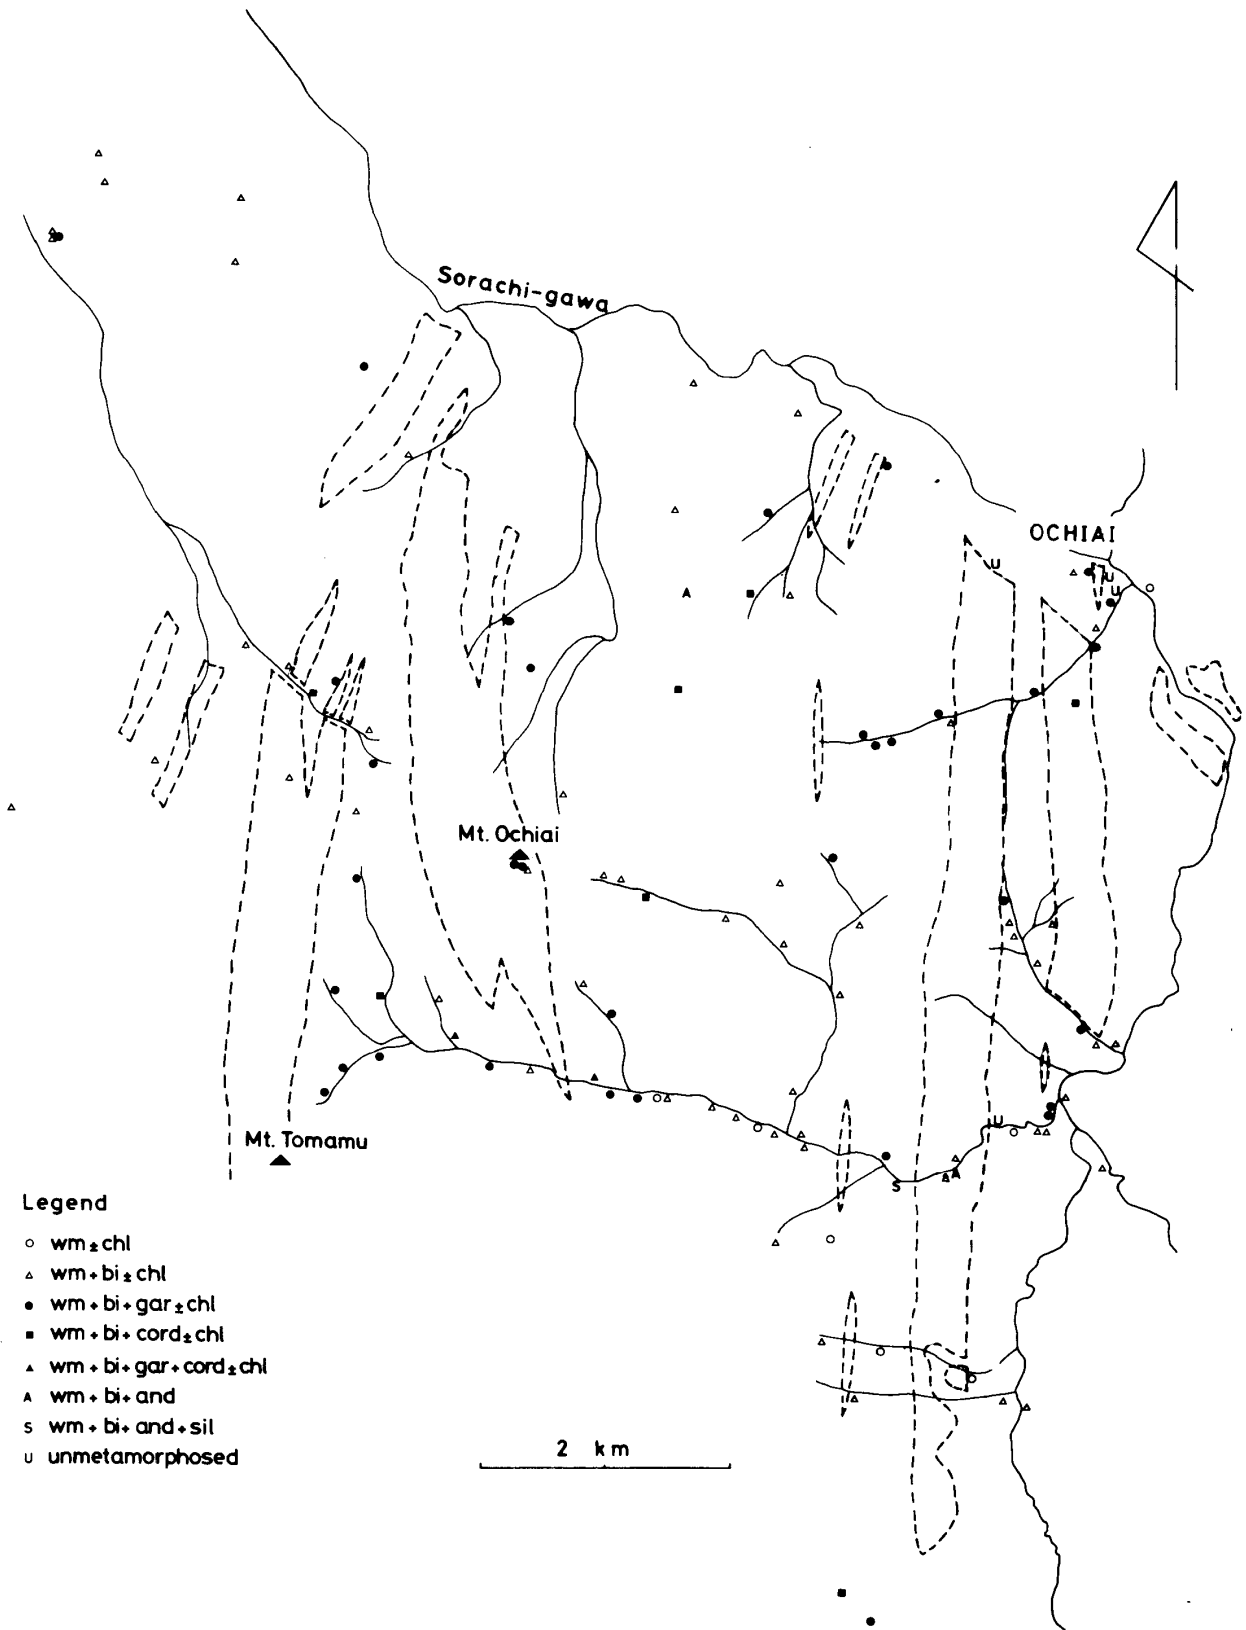 Sorachi-gawa
OCHIAI
U
U
U
A
Mt. Ochiai
U
A
S
Mt. Tomamu
Legend
wm ± chl
wm + bi ± chl
wm + bi + gar ± chl
wm + bi + cord ± chl
wm + bi + gar + cord ± chl
A wm + bi + and
S wm + bi + and + sil
U unmetamorphosed
2 km